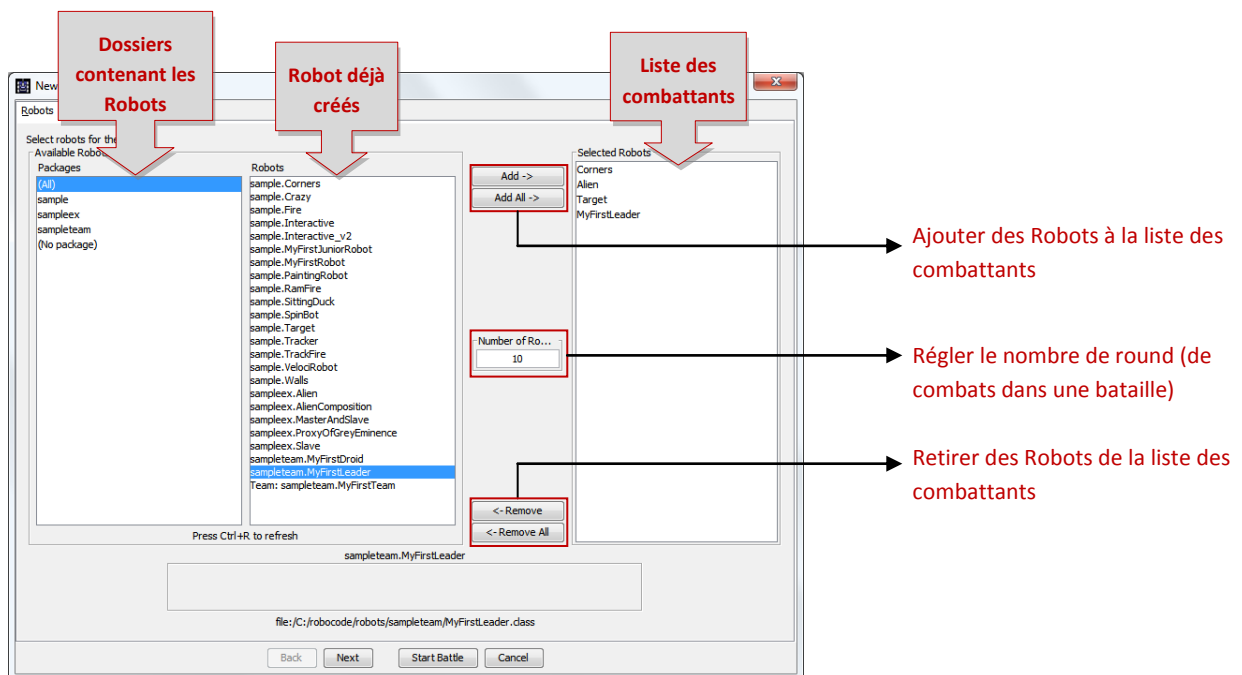 Dossiers
contenant les
Robots
Robot déjà
créés
Liste des
combattants
New
x
Robots
Select robots for the
Available Robo
Selected Robots
Packages
(All)
sample
sampleex
sampleteam
(No package)
Robots
sample.Corners
sample.Crazy
sample.Fire
sample.Interactive
sample.Interactive_v2
sample.MyFirstJuniorRobot
sample.MyFirstRobot
sample.PaintingRobot
sample.RamFire
sample.SittingDuck
sample.SpinBot
sample.Target
sample.Tracker
sample.TrackFire
sample.VelociRobot
sample.Walls
sampleex.Alien
sampleex.AlienComposition
sampleex.MasterAndSlave
sampleex.ProxyOfGreyEminence
sampleex.Slave
sampleteam.MyFirstDroid
sampleteam.MyFirstLeader
Team: sampleteam.MyFirstTeam
Add ->
Add All ->
Number of Ro...
10
<- Remove
<- Remove All
Corners
Alien
Target
MyFirstLeader
Ajouter des Robots à la liste des
combattants
Régler le nombre de round (de
combats dans une bataille)
Retirer des Robots de la liste des
combattants
Press Ctrl+R to refresh
sampleteam.MyFirstLeader
file:/C:/robocode/robots/sampleteam/MyFirstLeader.class
Back
Next
Start Battle
Cancel